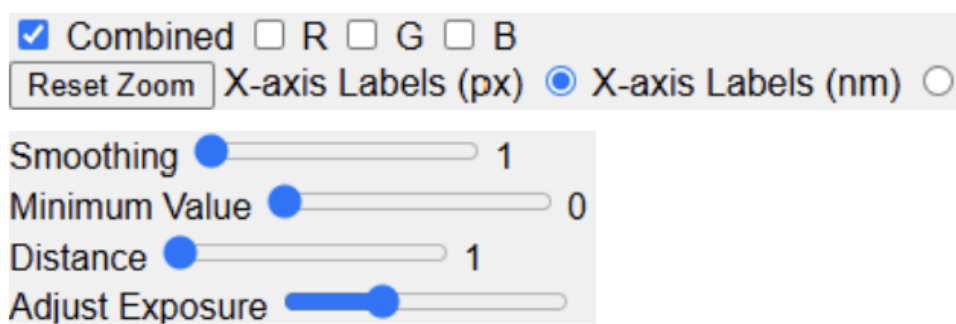 Combined R G B
Reset Zoom X-axis Labels (px) X-axis Labels (nm)
Smoothing 1
Minimum Value 0
Distance 1
Adjust Exposure